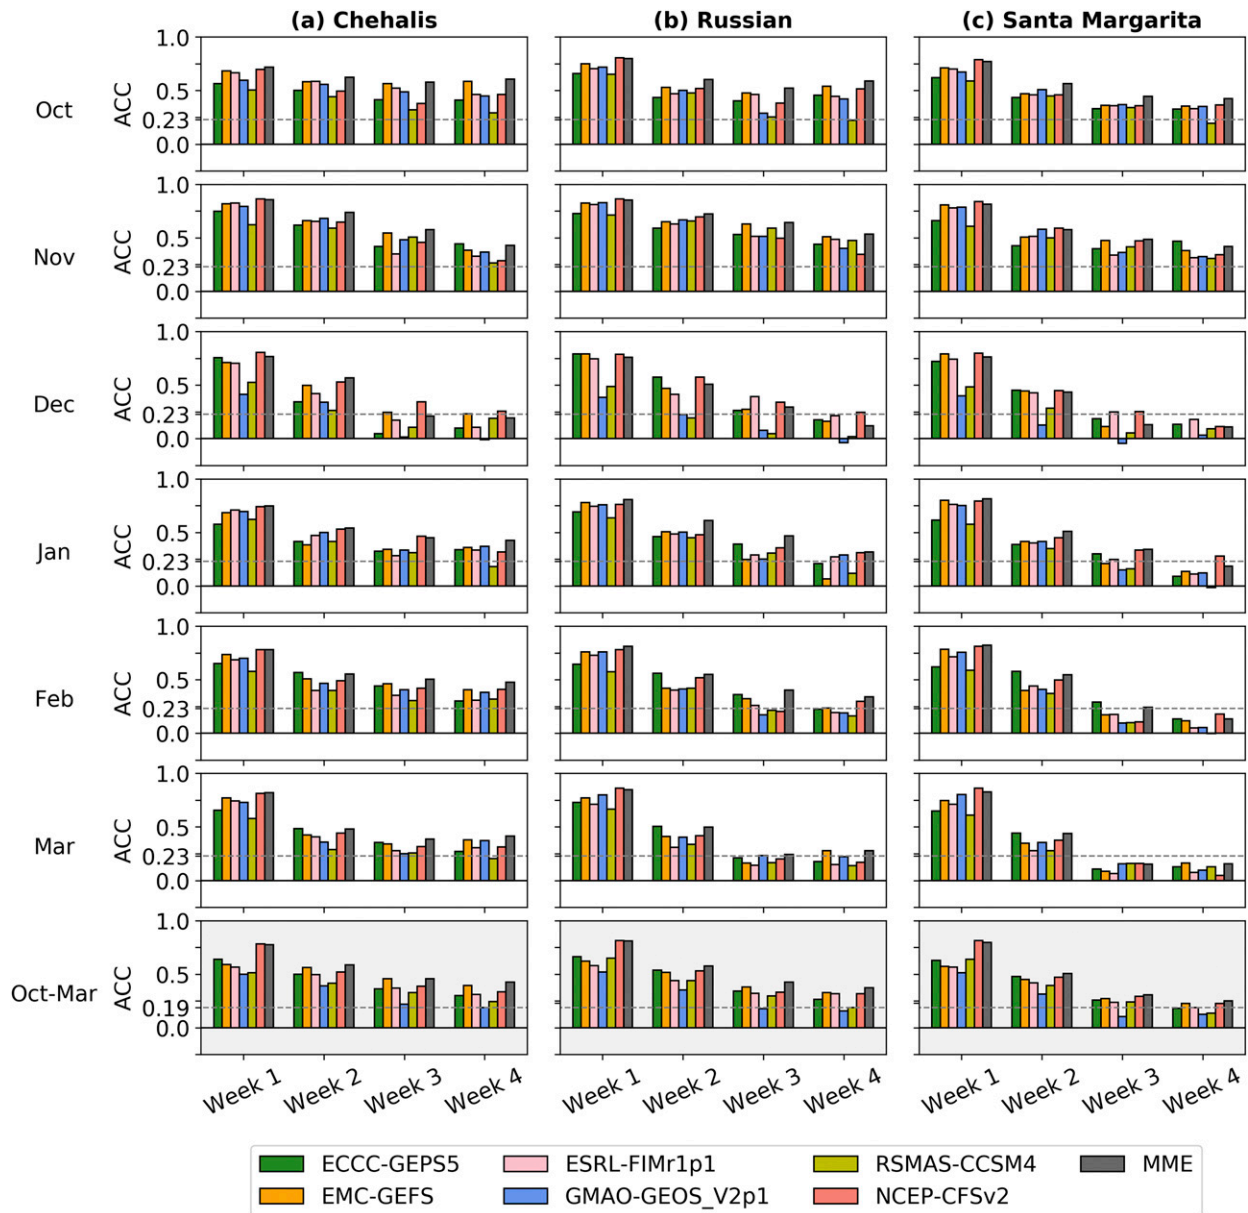 (a) Chehalis (b) Russian (c) Santa Margarita
Oct ACC 1.0 0.5 0.23 0.0
Nov ACC 1.0 0.5 0.23 0.0
Dec ACC 1.0 0.5 0.23 0.0
Jan ACC 1.0 0.5 0.23 0.0
Feb ACC 1.0 0.5 0.23 0.0
Mar ACC 1.0 0.5 0.23 0.0
Oct-Mar ACC 1.0 0.5 0.19 0.0
Week 1 Week 2 Week 3 Week 4 Week 1 Week 2 Week 3 Week 4 Week 1 Week 2 Week 3 Week 4
ECCC-GEPS5 ESRL-FIMr1p1 RSMAS-CCSM4 MME
EMC-GEFS GMAO-GEOS_V2p1 NCEP-CFSv2